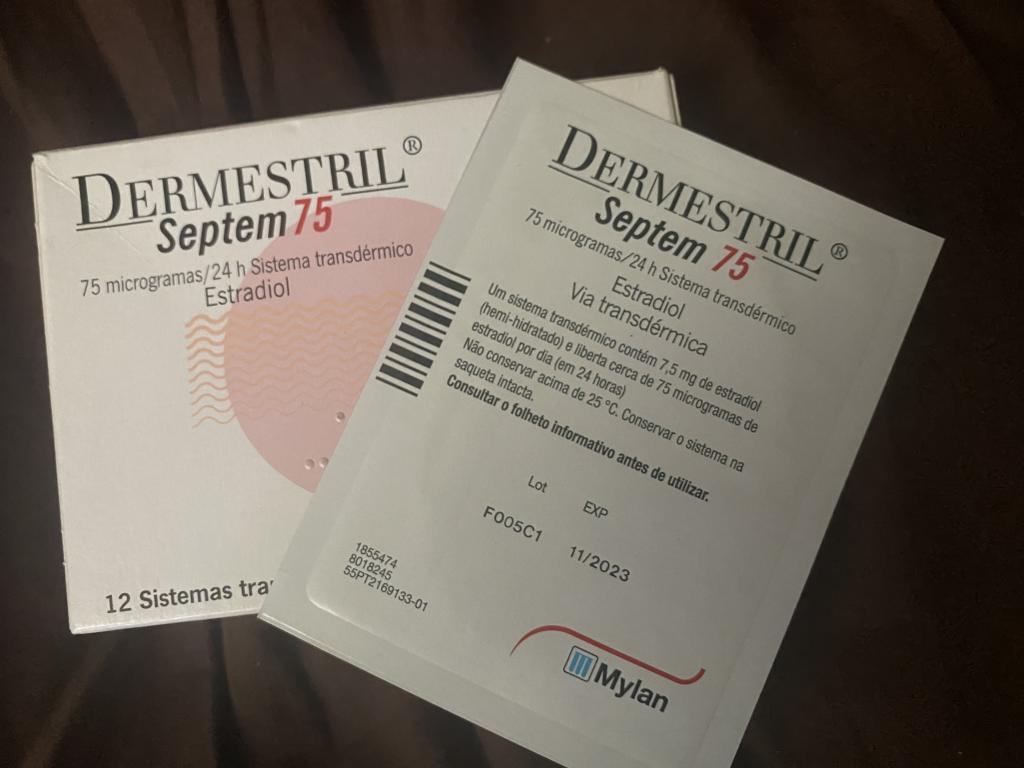 DERMESTRIL®
Septem 75
75 microgramas/24 h Sistema transdérmico
Estradiol
12 Sistemas tra
DERMESTRIL®
Septem 75
75 microgramas/24 h Sistema transdérmico
Estradiol
Via transdérmica
Um sistema transdérmico contém 7,5 mg de estradiol
(hemi-hidratado) e liberta cerca de 75 microgramas de
estradiol por dia (em 24 horas)
Não conservar acima de 25 °C. Conservar o sistema na
saqueta intacta.
Consultar o folheto informativo antes de utilizar.
Lot EXP
F005C1 11/2023
1855474
8018245
55PT2169133-01
Mylan